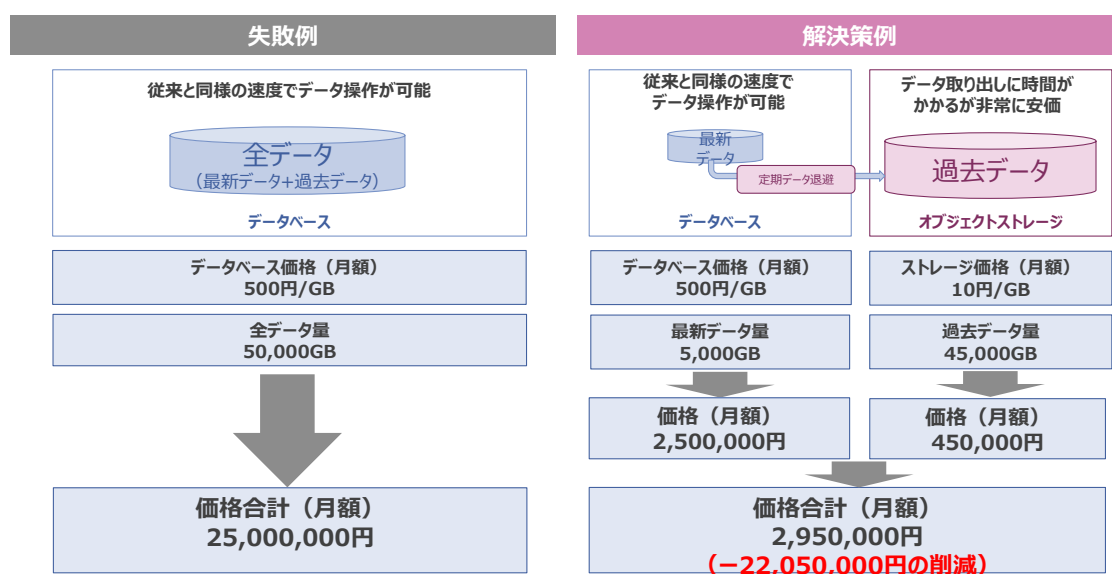 失敗例
従来と同様の速度でデータ操作が可能
全データ
(最新データ+過去データ)
データベース
データベース価格（月額）
500円/GB
全データ量
50,000GB
価格合計（月額）
25,000,000円
解決策例
従来と同様の速度で
データ操作が可能
最新
データ
定期データ退避
データベース
データ取り出しに時間が
かかるが非常に安価
過去データ
オブジェクトストレージ
データベース価格（月額）
500円/GB
ストレージ価格（月額）
10円/GB
最新データ量
5,000GB
過去データ量
45,000GB
価格（月額）
2,500,000円
価格（月額）
450,000円
価格合計（月額）
2,950,000円
（－22,050,000円の削減）